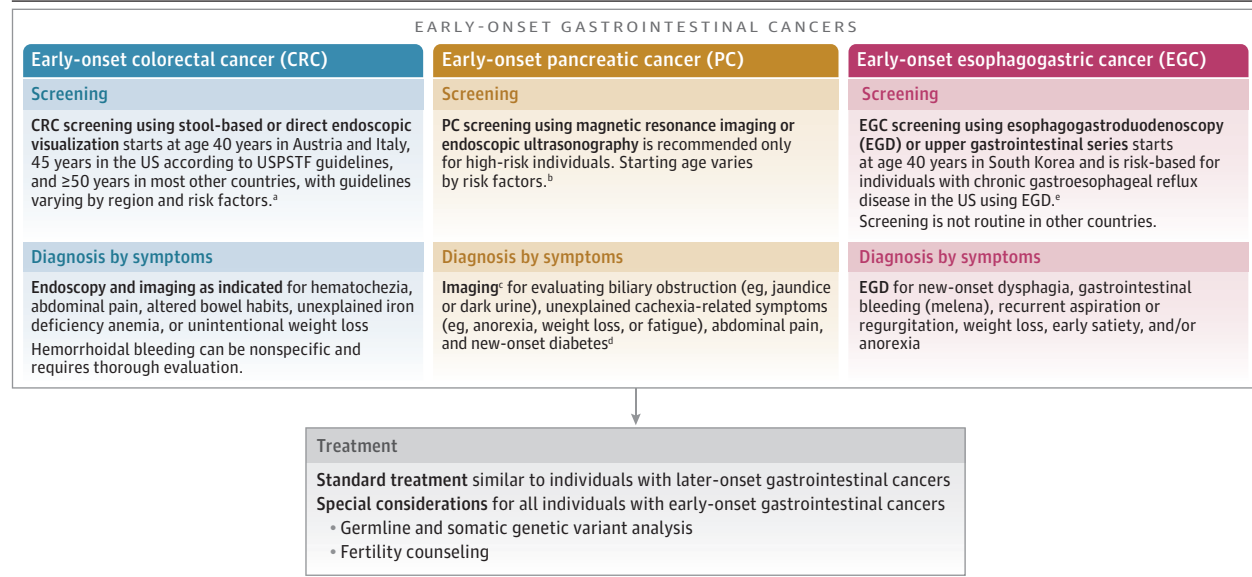 EARLY-ONSET GASTROINTESTINAL CANCERS
Early-onset colorectal cancer (CRC)
Screening
CRC screening using stool-based or direct endoscopic
visualization starts at age 40 years in Austria and Italy,
45 years in the US according to USPSTF guidelines,
and ≥50 years in most other countries, with guidelines
varying by region and risk factors.a
Diagnosis by symptoms
Endoscopy and imaging as indicated for hematochezia,
abdominal pain, altered bowel habits, unexplained iron
deficiency anemia, or unintentional weight loss
Hemorrhoidal bleeding can be nonspecific and
requires thorough evaluation.
Early-onset pancreatic cancer (PC)
Screening
PC screening using magnetic resonance imaging or
endoscopic ultrasonography is recommended only
for high-risk individuals. Starting age varies
by risk factors.b
Diagnosis by symptoms
Imagingc for evaluating biliary obstruction (eg, jaundice
or dark urine), unexplained cachexia-related symptoms
(eg, anorexia, weight loss, or fatigue), abdominal pain,
and new-onset diabetesd
Early-onset esophagogastric cancer (EGC)
Screening
EGC screening using esophagogastroduodenoscopy
(EGD) or upper gastrointestinal series starts
at age 40 years in South Korea and is risk-based for
individuals with chronic gastroesophageal reflux
disease in the US using EGD.e
Screening is not routine in other countries.
Diagnosis by symptoms
EGD for new-onset dysphagia, gastrointestinal
bleeding (melena), recurrent aspiration or
regurgitation, weight loss, early satiety, and/or
anorexia
Treatment
Standard treatment similar to individuals with later-onset gastrointestinal cancers
Special considerations for all individuals with early-onset gastrointestinal cancers
• Germline and somatic genetic variant analysis
• Fertility counseling